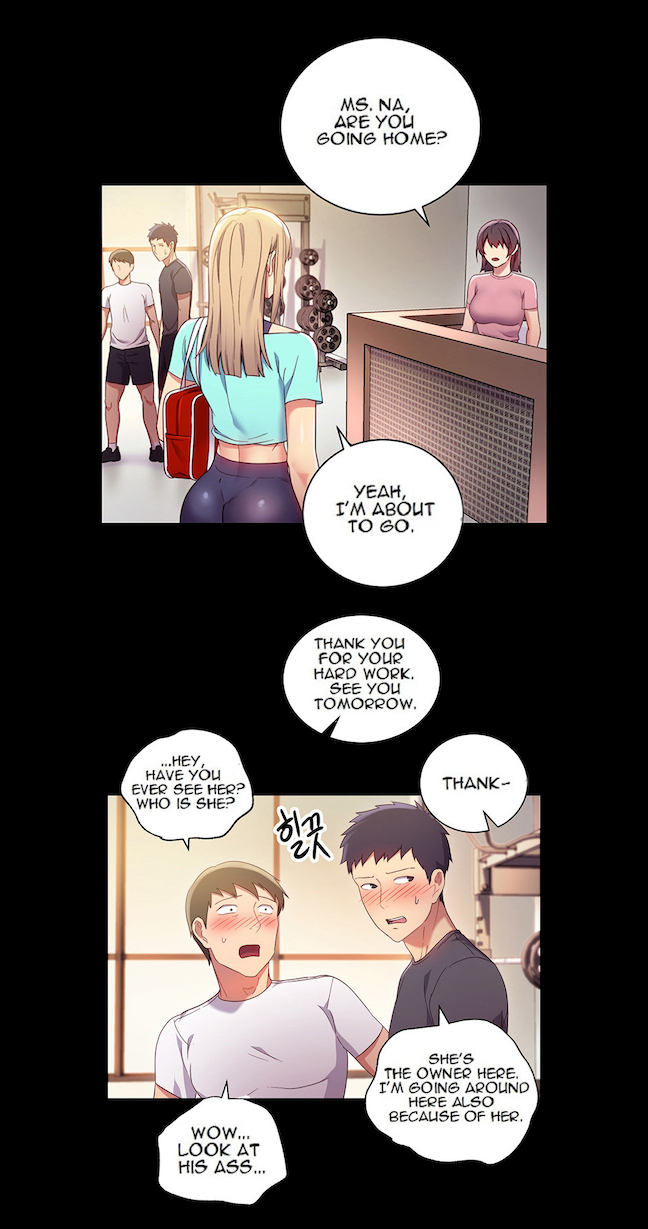 MS. NA,
ARE YOU
GOING HOME?
YEAH,
I'M ABOUT
TO GO.
THANK YOU
FOR YOUR
HARD WORK.
SEE YOU
TOMORROW.
...HEY,
HAVE YOU
EVER SEE HER?
WHO IS SHE?
THANK~
힐끗
SHE'S
THE OWNER HERE.
I'M GOING AROUND
HERE ALSO
BECAUSE OF HER.
WOW...
LOOK AT
HIS ASS...